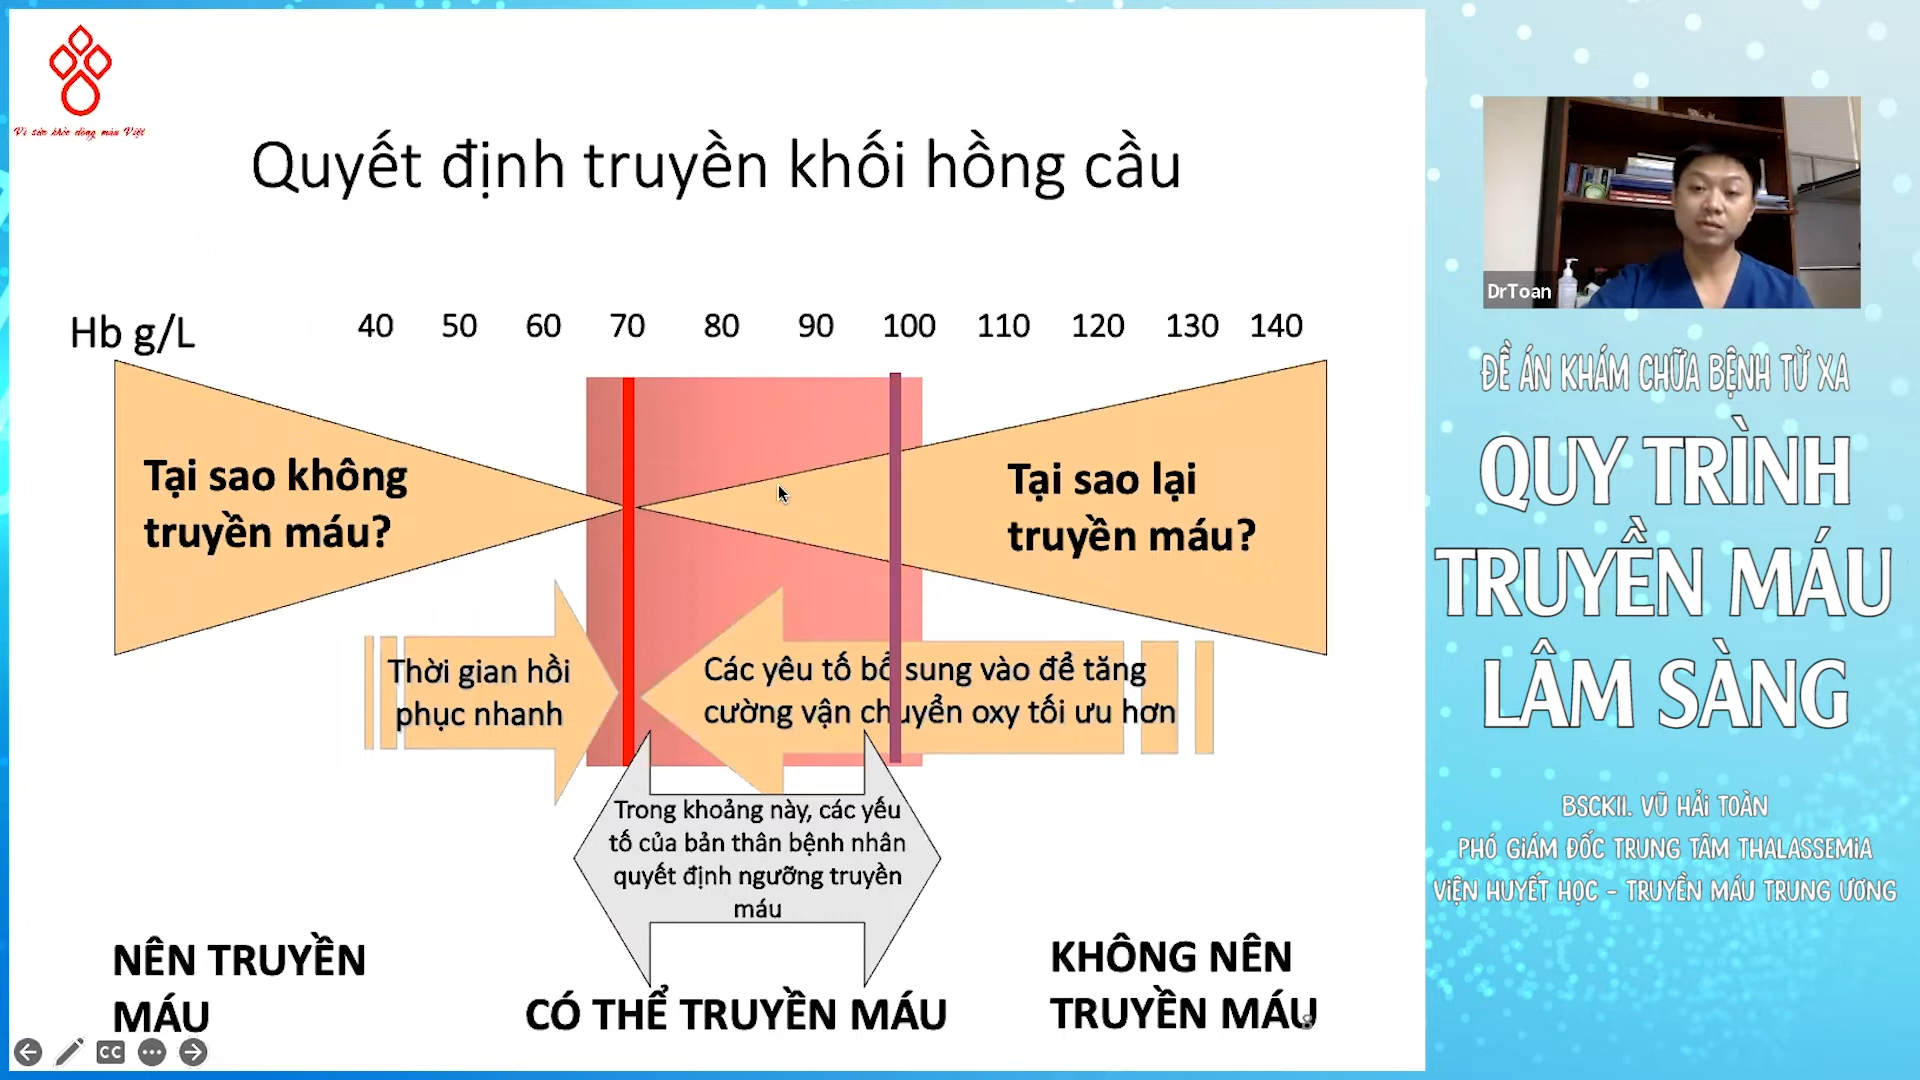 Vì sức khỏe dòng máu Việt
Quyết định truyền khối hồng cầu
Hb g/L 40 50 60 70 80 90 100 110 120 130 140
Tại sao không
truyền máu?
Tại sao lại
truyền máu?
Thời gian hồi
phục nhanh
Các yêu tố bổ sung vào để tăng
cường vận chuyển oxy tối ưu hơn
Trong khoảng này, các yếu
tố của bản thân bệnh nhân
quyết định ngưỡng truyền
máu
NÊN TRUYỀN
MÁU
CÓ THỂ TRUYỀN MÁU
KHÔNG NÊN
TRUYỀN MÁU
8
CC
DrToan
ĐỀ ÁN KHÁM CHỮA BỆNH TỪ XA
QUY TRÌNH
TRUYỀN MÁU
LÂM SÀNG
BSCKII. VŨ HẢI TOÀN
PHÓ GIÁM ĐỐC TRUNG TÂM THALASSEMIA
VIỆN HUYẾT HỌC - TRUYỀN MÁU TRUNG ƯƠNG